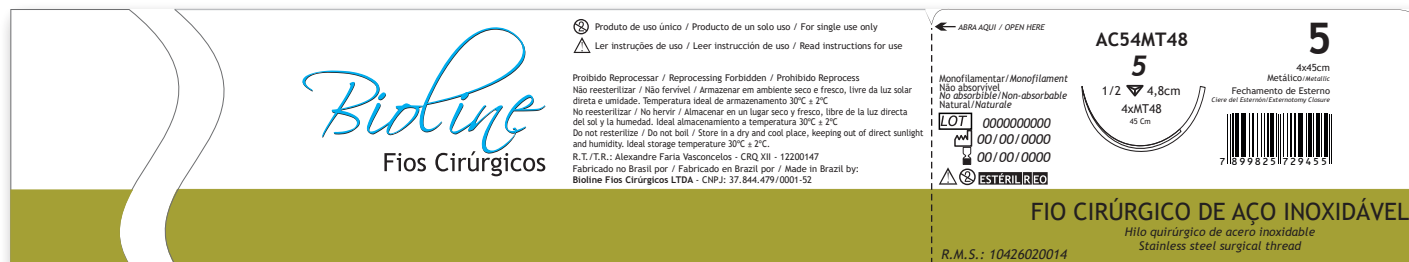 Bioline
Fios Cirúrgicos
Produto de uso único / Producto de un solo uso / For single use only
Ler instruções de uso / Leer instrucción de uso / Read instructions for use
Proibido Reprocessar / Reprocessing Forbidden / Prohibido Reprocess
Não reesterilizar / Não fervível / Armazenar em ambiente seco e fresco, livre da luz solar
direta e umidade. Temperatura ideal de armazenamento 30ºC ± 2ºC
No reesterilizar / No hervir / Almacenar en un lugar seco y fresco, libre de la luz directa
del sol y la humedad. Ideal almacenamiento a temperatura 30ºC ± 2ºC
Do not resterilize / Do not boil / Store in a dry and cool place, keeping out of direct sunlight
and humidity. Ideal storage temperature 30ºC ± 2ºC.
R.T./T.R.: Alexandre Faria Vasconcelos - CRQ XII - 12200147
Fabricado no Brasil por / Fabricado en Brazil por / Made in Brazil by:
Bioline Fios Cirúrgicos LTDA - CNPJ: 37.844.479/0001-52
ABRA AQUI / OPEN HERE
Monofilamentar/Monofilament
Não absorvível
No absorbible/Non-absorbable
Natural/Naturale
LOT 0000000000
00/00/0000
00/00/0000
ESTÉRIL R EO
AC54MT48
5
1/2 4,8cm
4xMT48
45 Cm
5
4x45cm
Metálico/Metallic
Fechamento de Esterno
Ciere del Esternón/Externotomy Closure
7 899825 729455
FIO CIRÚRGICO DE AÇO INOXIDÁVEL
Hilo quirúrgico de acero inoxidable
Stainless steel surgical thread
R.M.S.: 10426020014